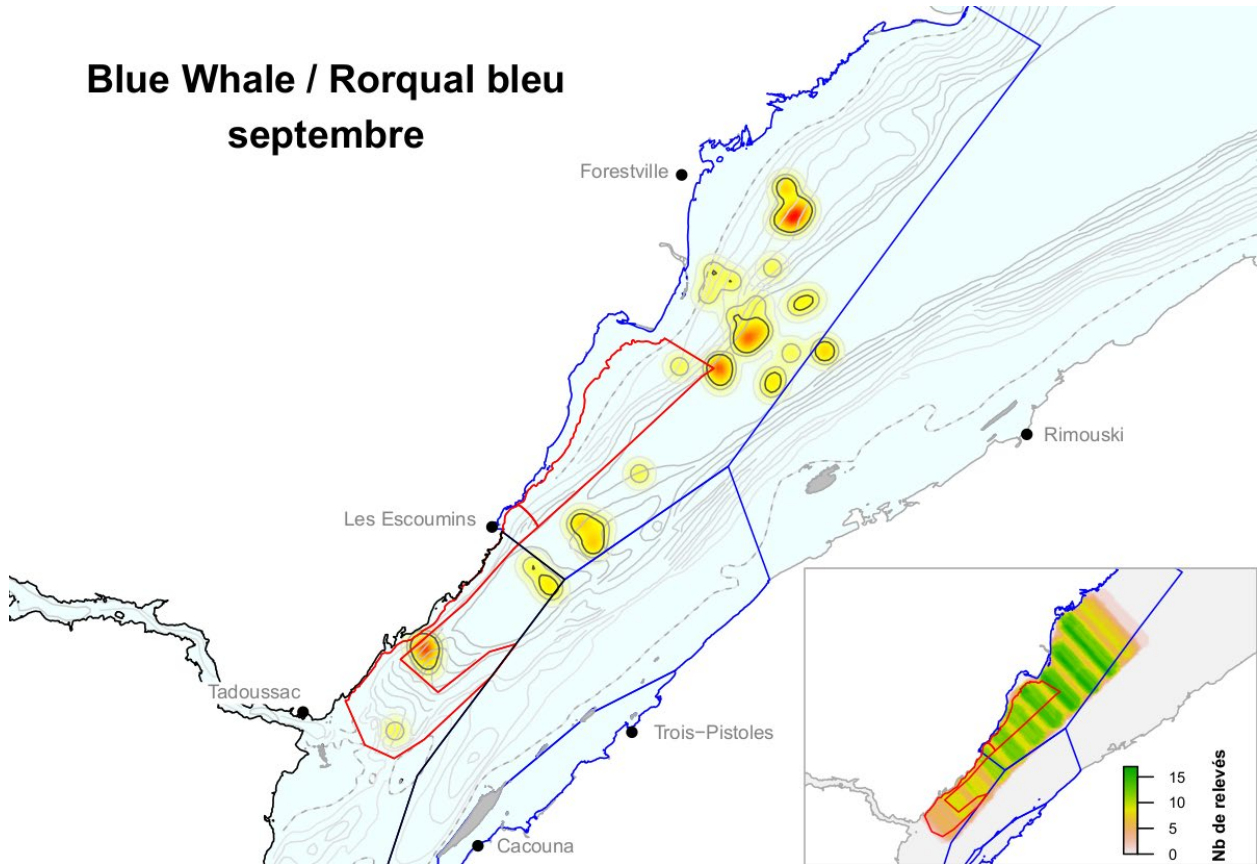 Blue Whale / Rorqual bleu
septembre
Forestville
Rimouski
Les Escoumins
Tadoussac
Trois−Pistoles
Cacouna
15
10
5
0
Nb de relevés